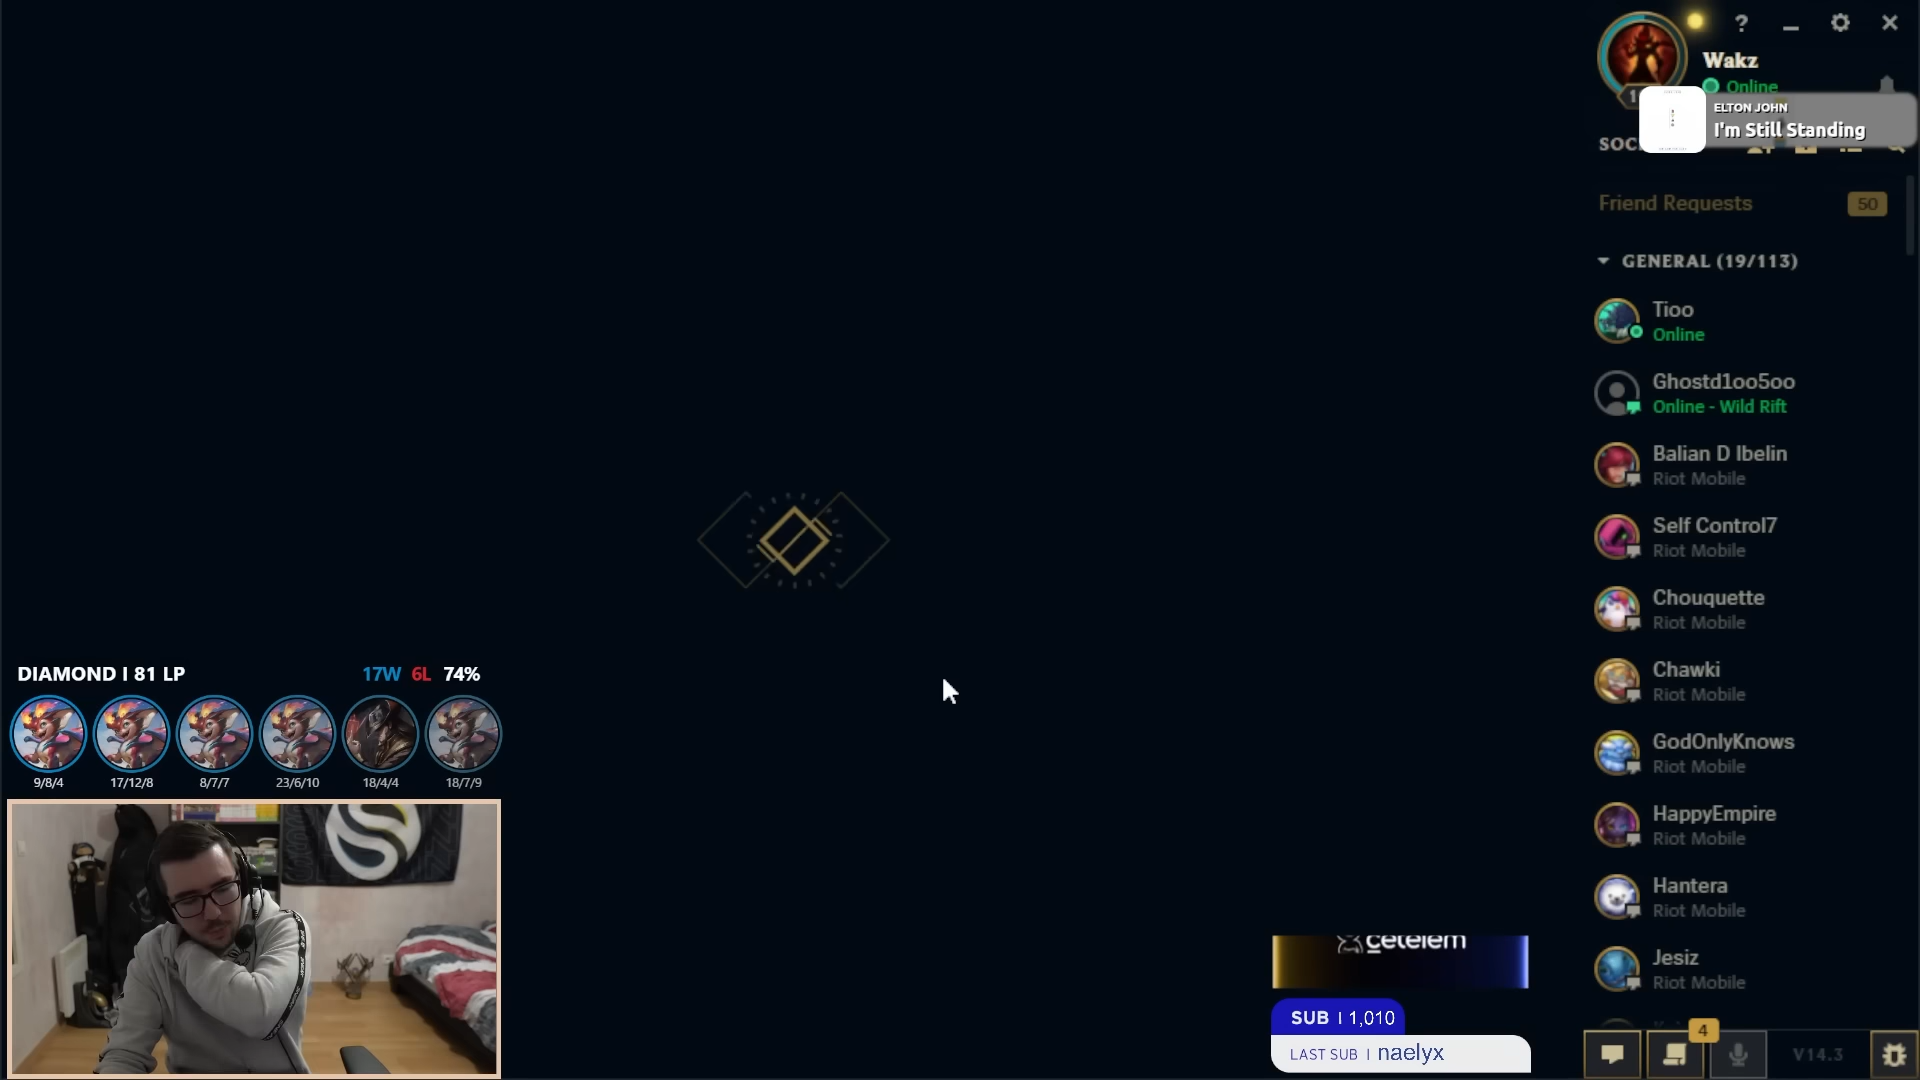 ?
Wakz
Online
1
ELTON JOHN
I'm Still Standing
SOC
Friend Requests
50
GENERAL (19/113)
Tioo
Online
Ghostd1oo5oo
Online - Wild Rift
Balian D Ibelin
Riot Mobile
Self Control7
Riot Mobile
Chouquette
Riot Mobile
Chawki
Riot Mobile
GodOnlyKnows
Riot Mobile
HappyEmpire
Riot Mobile
Hantera
Riot Mobile
Jesiz
Riot Mobile
4
V14.3
DIAMOND I 81 LP
17W 6L 74%
9/8/4 17/12/8 8/7/7 23/6/10 18/4/4 18/7/9
cetelem
SUB | 1,010
LAST SUB | naelyx